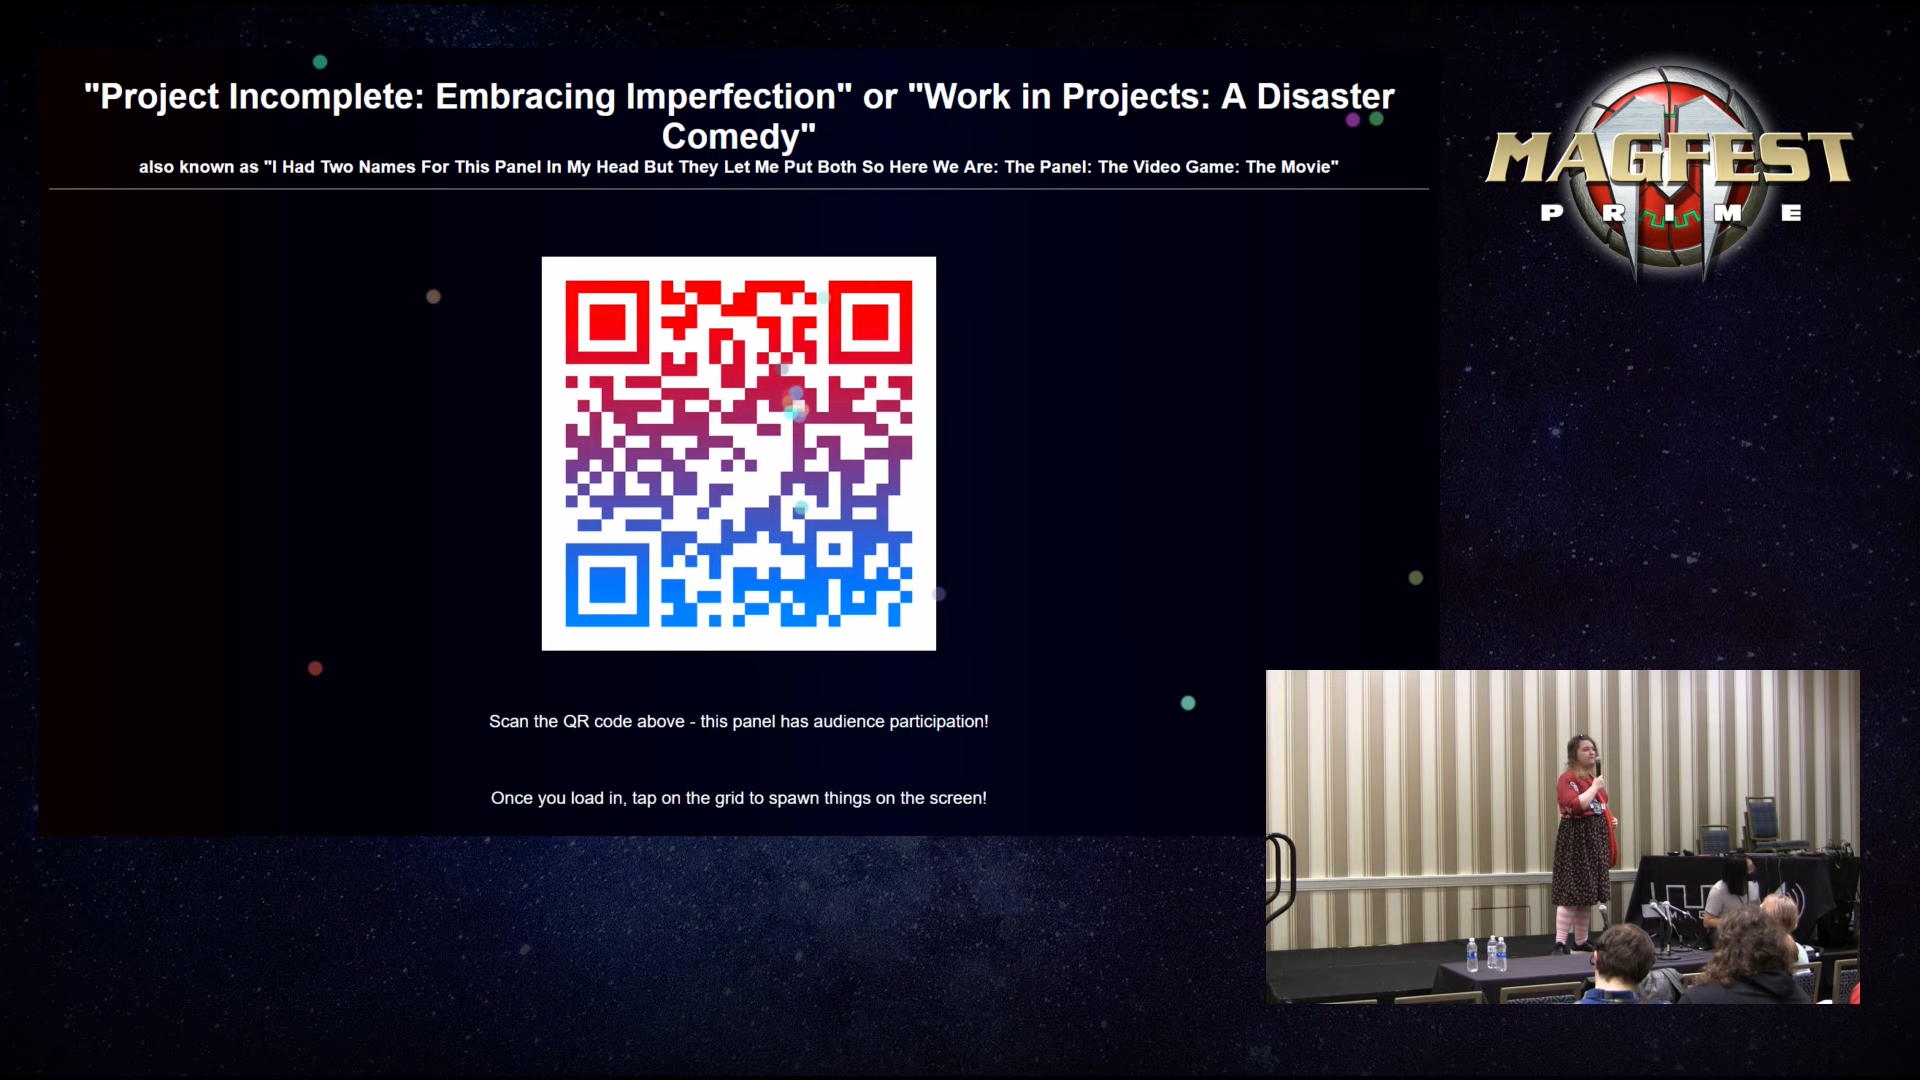 "Project Incomplete: Embracing Imperfection" or "Work in Projects: A Disaster
Comedy"
also known as "I Had Two Names For This Panel In My Head But They Let Me Put Both So Here We Are: The Panel: The Video Game: The Movie"
MAGFEST
PRIME
Scan the QR code above - this panel has audience participation!
Once you load in, tap on the grid to spawn things on the screen!